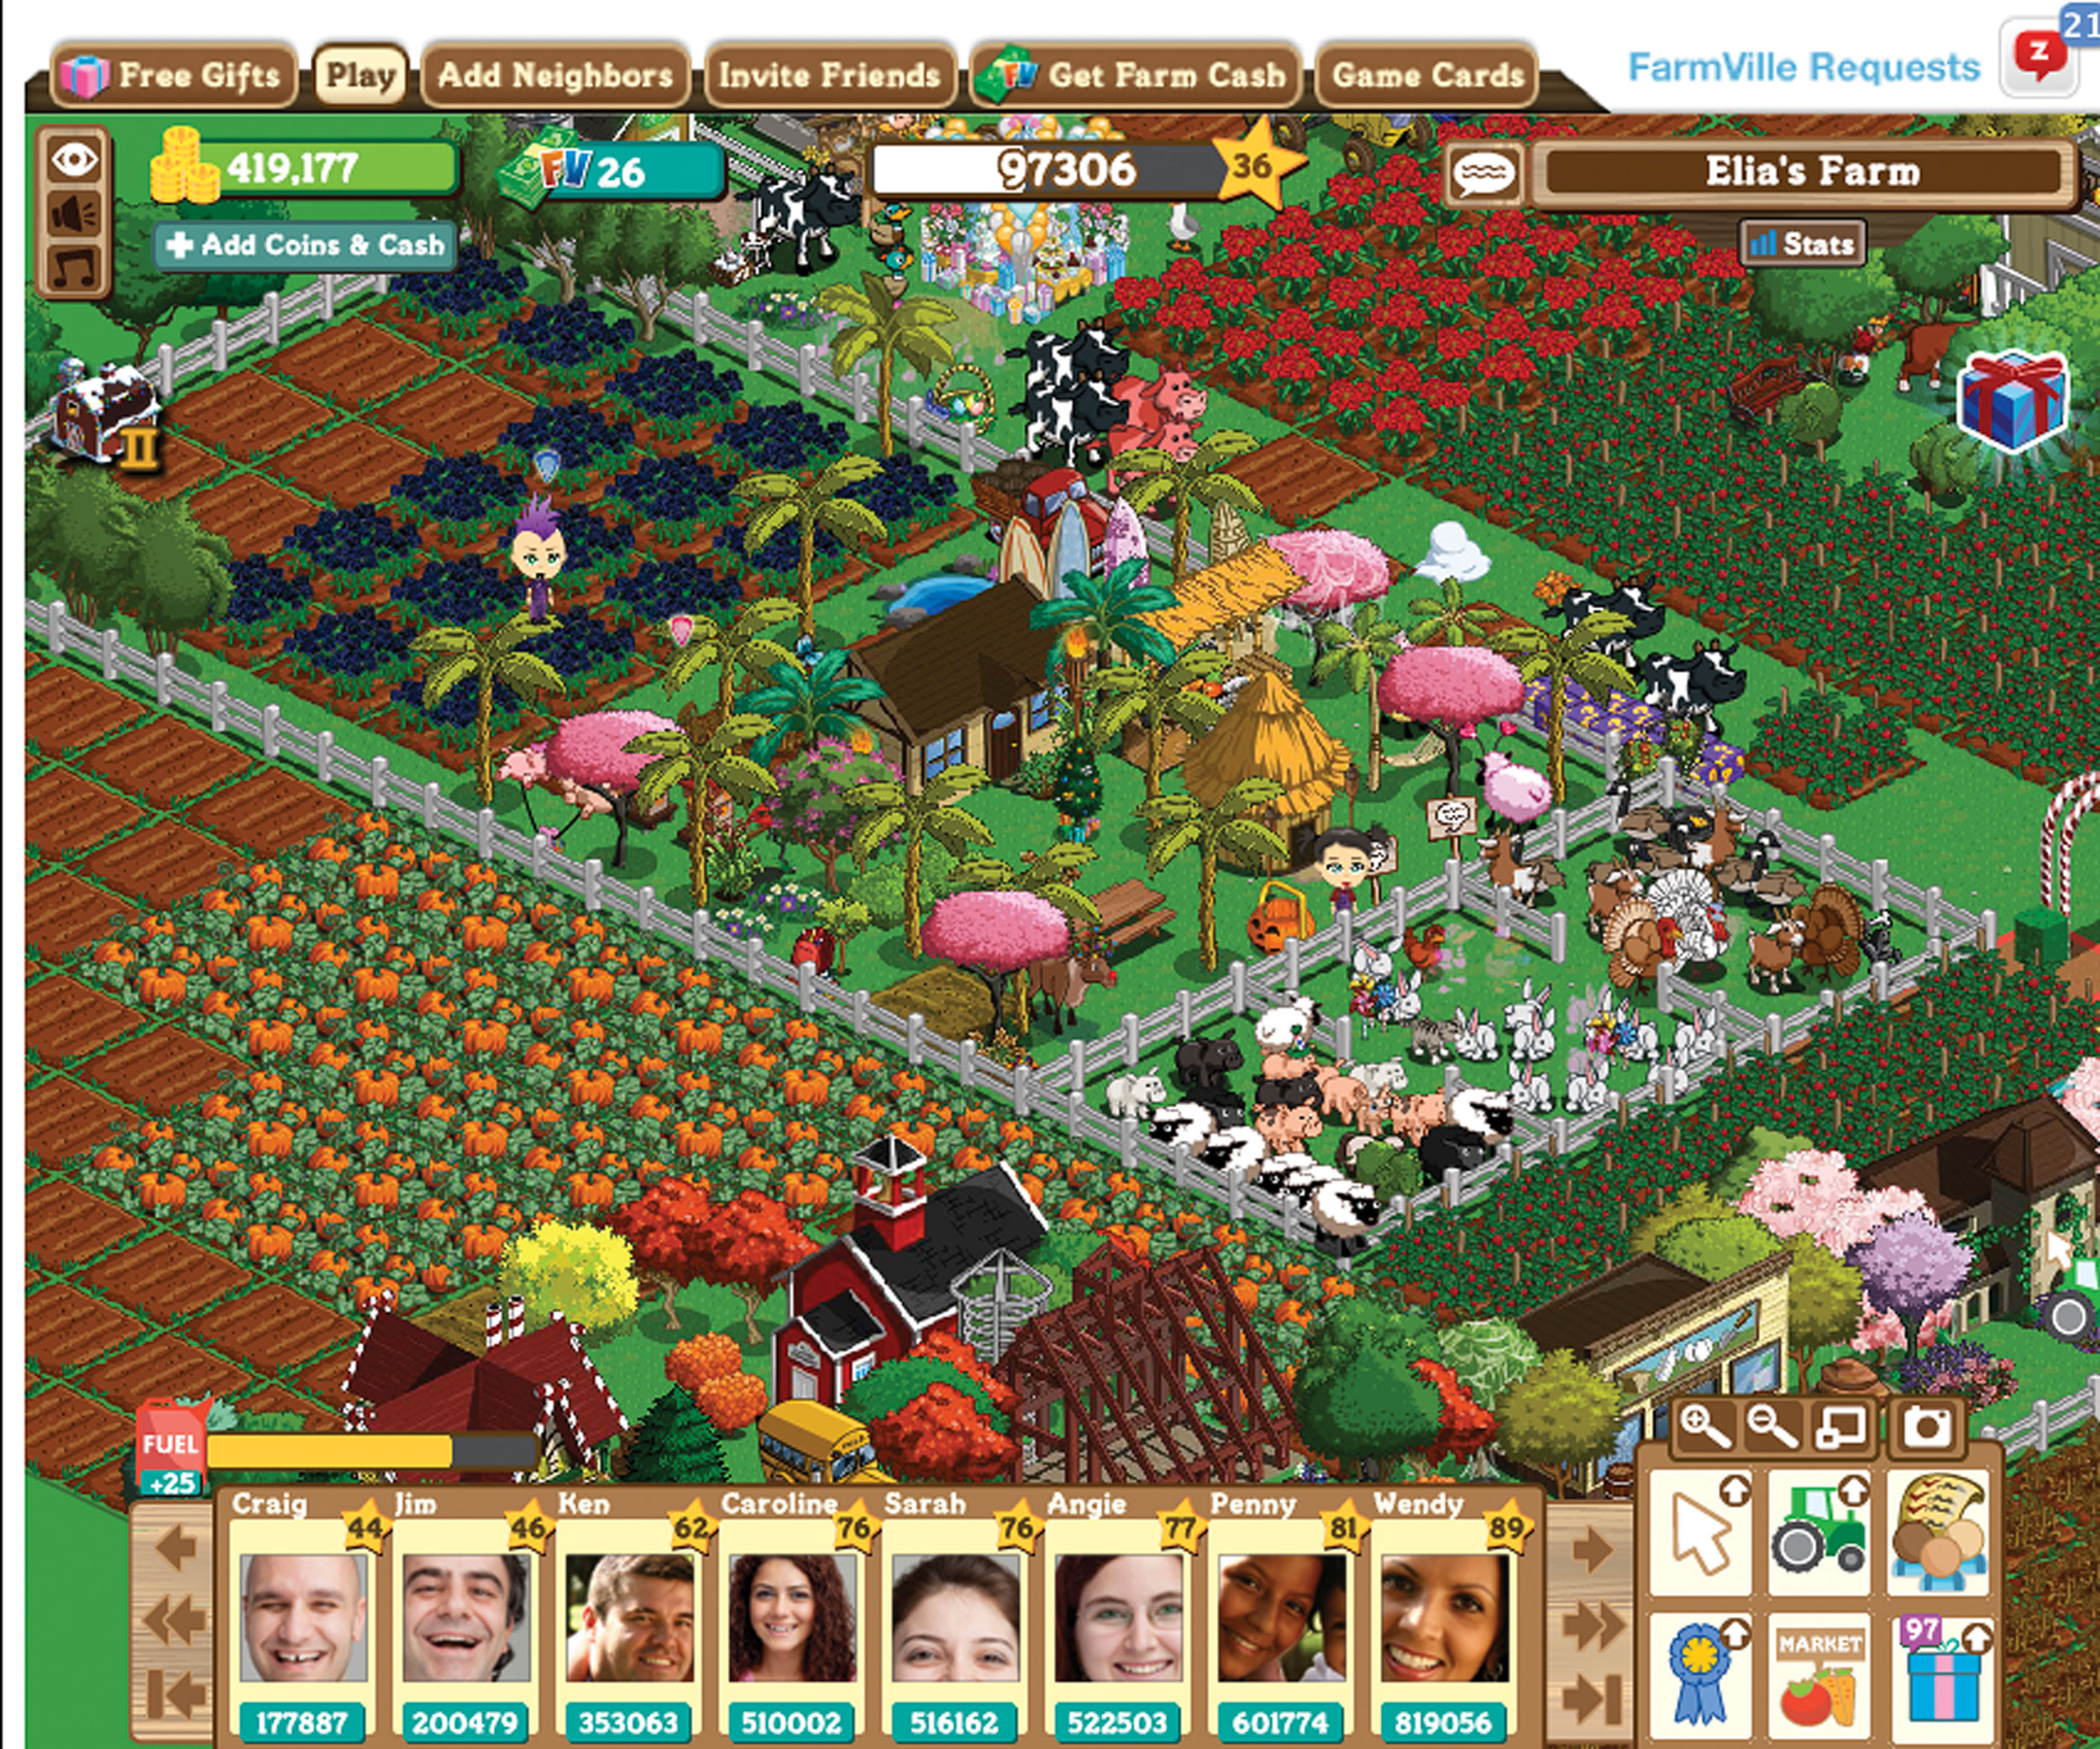 Free Gifts
Play
Add Neighbors
Invite Friends
FV
Get Farm Cash
Game Cards
FarmVille Requests
Z
21
419,177
FV 26
97306
36
Elia's Farm
+ Add Coins & Cash
Stats
II
FUEL
+25
Craig
44
Jim
46
Ken
62
Caroline
76
Sarah
76
Angie
77
Penny
81
Wendy
89
177887
200479
353063
510002
516162
522503
601774
819056
MARKET
97